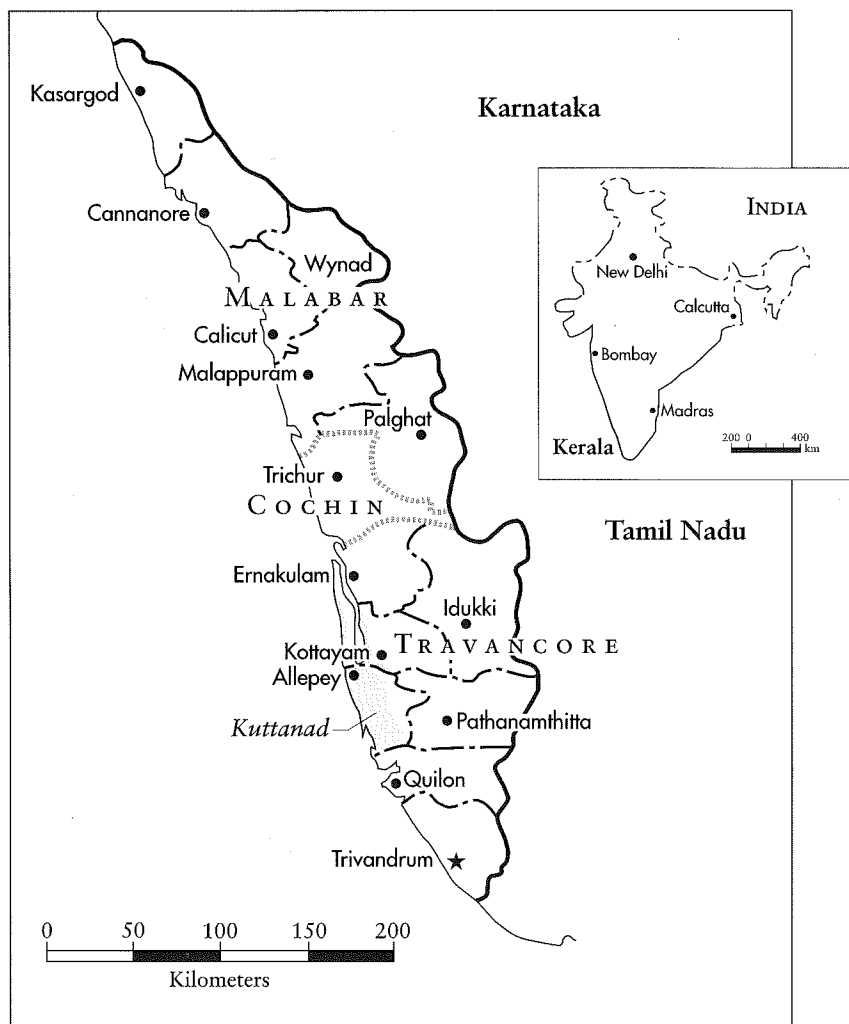 Kasargod
Karnataka
INDIA
Cannanore
Wynad
New Delhi
MALABAR
Calcutta
Calicut
Bombay
Malappuram
Madras
Palghat
200 0 400 km
Kerala
Trichur
COCHIN
Tamil Nadu
Ernakulam
Idukki
TRAVANCORE
Kottayam
Allepey
Kuttanad
Pathanamthitta
Quilon
Trivandrum
0 50 100 150 200
Kilometers